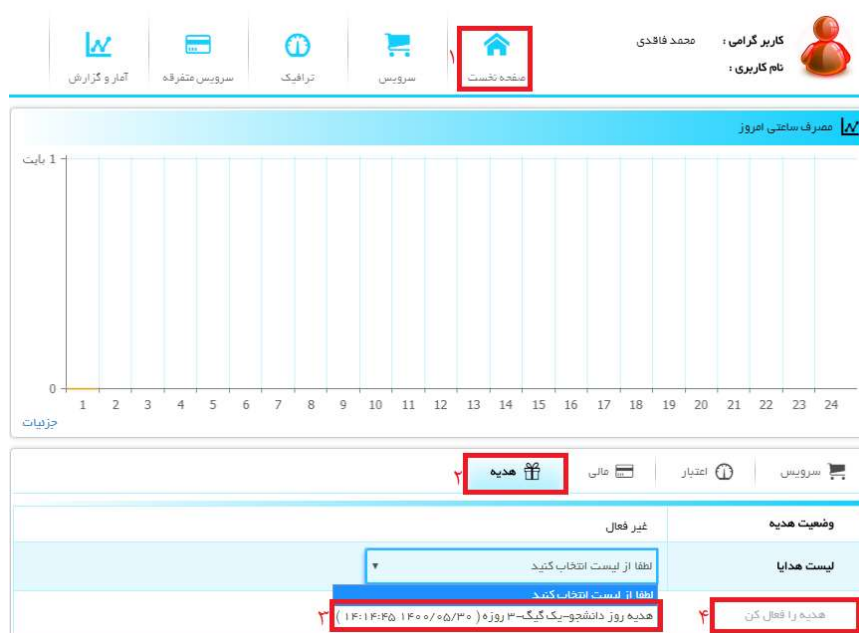 کاربر گرامی : محمد فاقدی
نام کاربری :
صفحه نخست
۱
سرویس
ترافیک
سرویس متفرقه
آمار و گزارش
مصرف ساعتی امروز
1 بایت
0
1 2 3 4 5 6 7 8 9 10 11 12 13 14 15 16 17 18 19 20 21 22 23 24
جزئیات
سرویس
اعتبار
مالی
هدیه
۲
وضعیت هدیه
غیر فعال
لیست هدایا
لطفا از لیست انتخاب کنید
لطفا از لیست انتخاب کنید
هدیه روز دانشجو-یک گیگ-۳ روزه ( ۱۴۰۰/۰۵/۳۰ ۱۴:۱۴:۴۵ )
۳
هدیه را فعال کن
۴